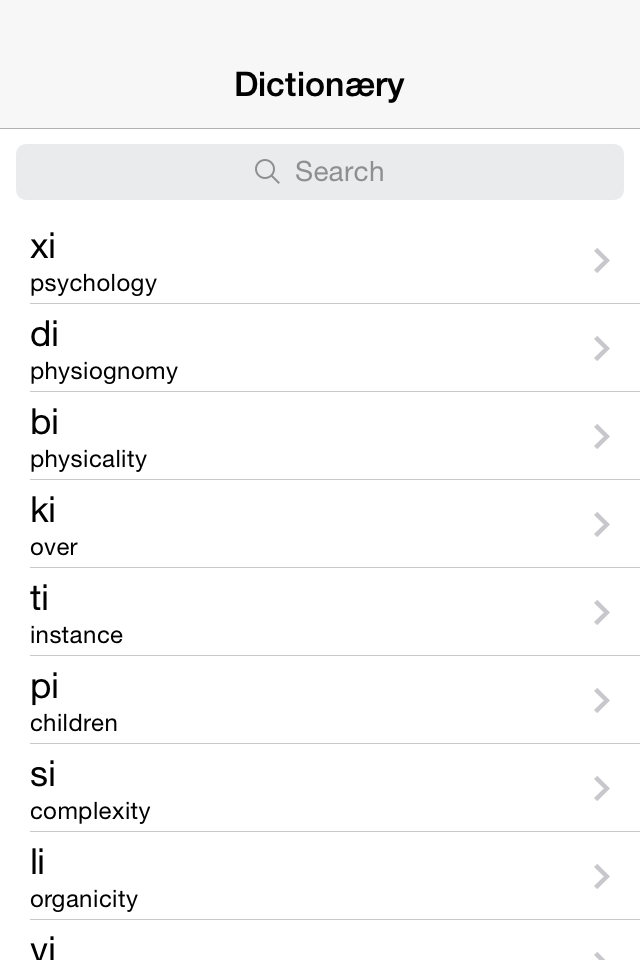 Dictionæry
Search
xi
psychology
di
physiognomy
bi
physicality
ki
over
ti
instance
pi
children
si
complexity
li
organicity
vi